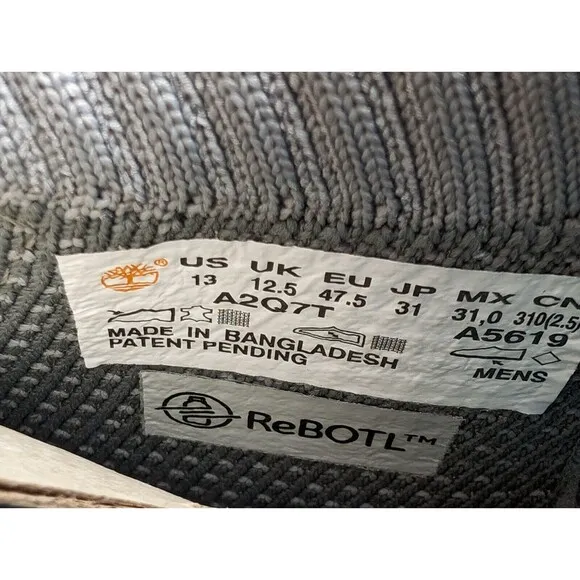 ® US UK EU JP MX CN
13 12.5 47.5 31 31,0 310(2.5)
A2Q7T A5619
MADE IN BANGLADESH
PATENT PENDING MENS
ReBOTL™